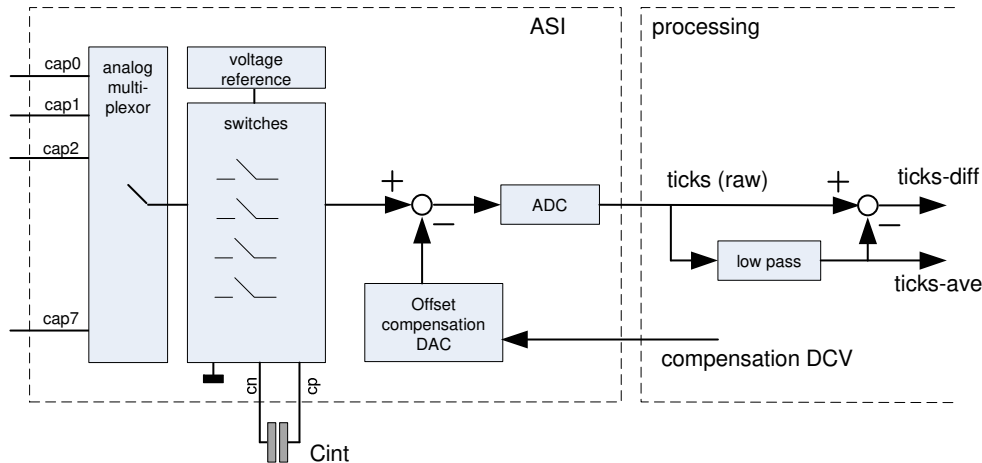 ASI
processing
cap0
cap1
cap2
cap7
analog
multi-
plexor
voltage
reference
switches
+
−
ADC
ticks (raw)
+
−
ticks-diff
low pass
ticks-ave
Offset
compensation
DAC
compensation DCV
cn
cp
Cint